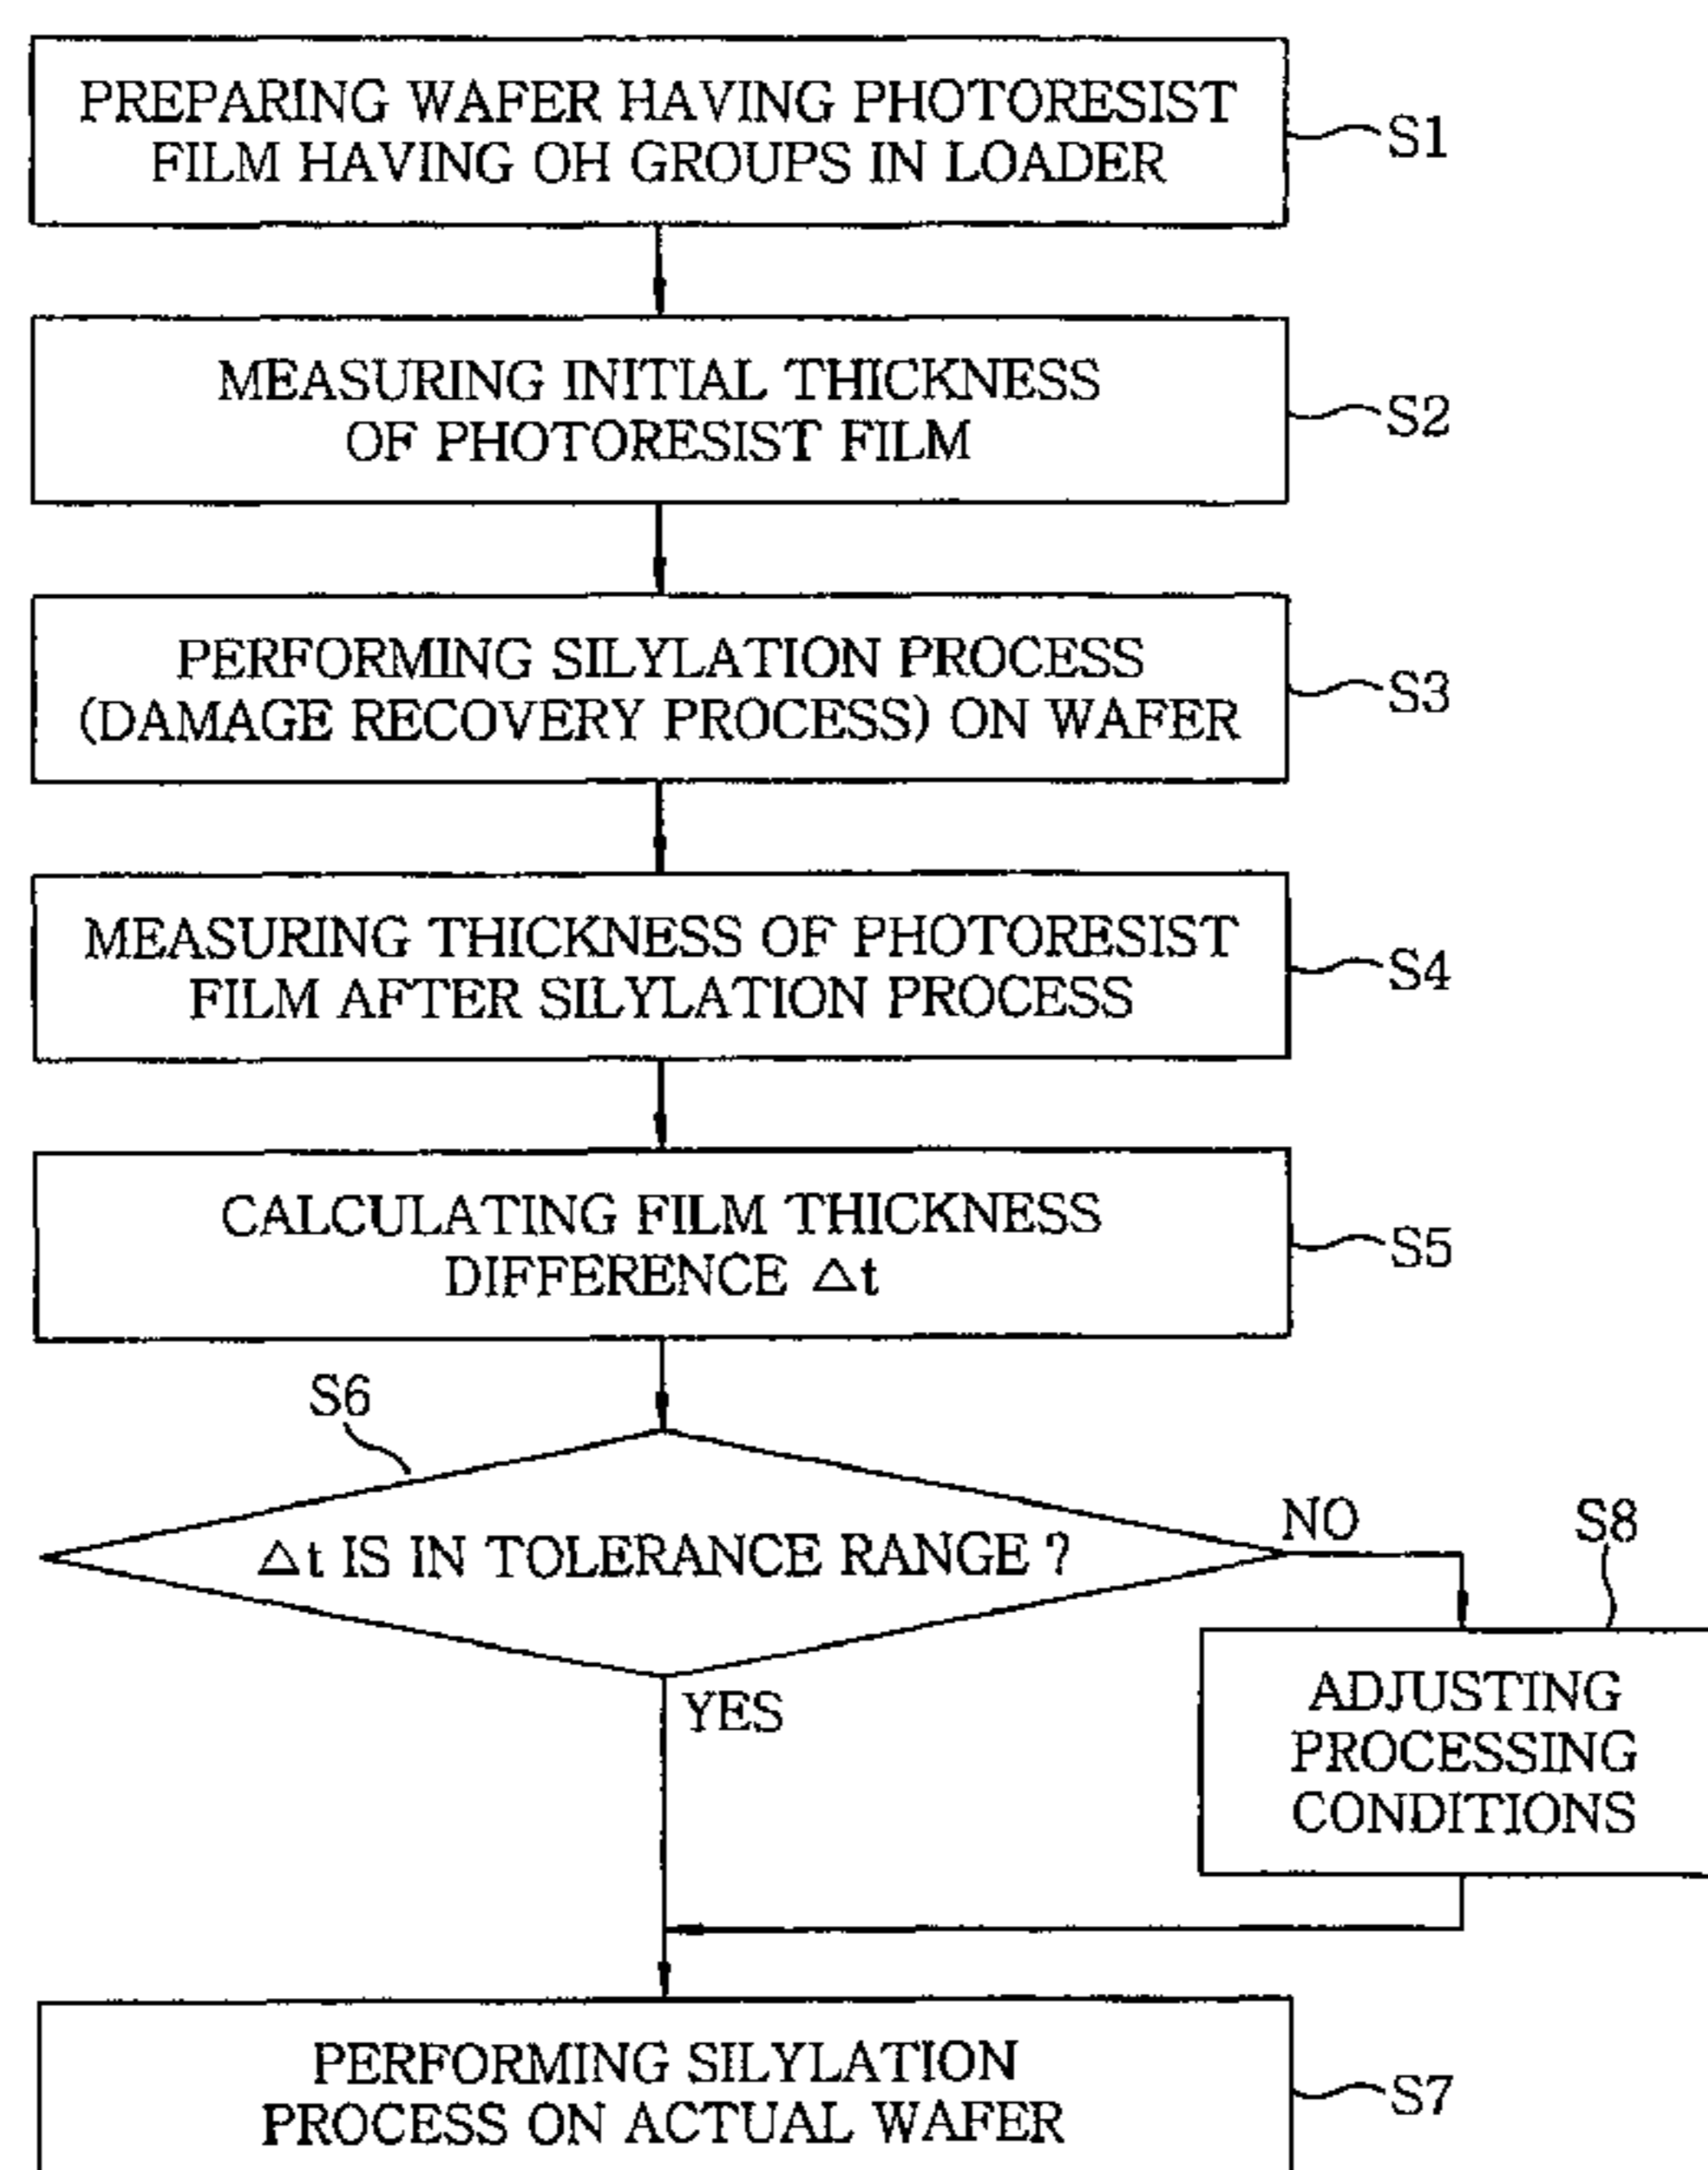 PREPARING WAFER HAVING PHOTORESIST
FILM HAVING OH GROUPS IN LOADER
S1
MEASURING INITIAL THICKNESS
OF PHOTORESIST FILM
S2
PERFORMING SILYLATION PROCESS
(DAMAGE RECOVERY PROCESS) ON WAFER
S3
MEASURING THICKNESS OF PHOTORESIST
FILM AFTER SILYLATION PROCESS
S4
CALCULATING FILM THICKNESS
DIFFERENCE △t
S5
S6
△t IS IN TOLERANCE RANGE ?
NO
S8
YES
ADJUSTING
PROCESSING
CONDITIONS
PERFORMING SILYLATION
PROCESS ON ACTUAL WAFER
S7